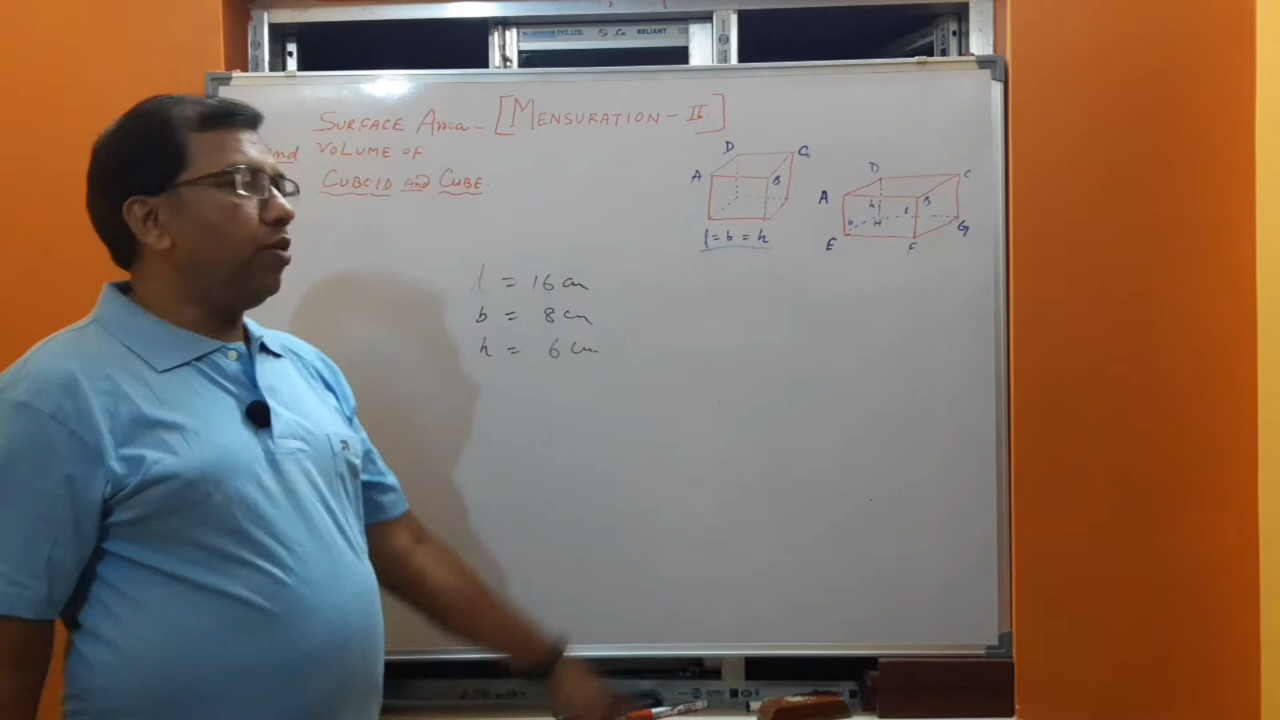 SURFACE Area - [MENSURATION - II]
and VOLUME OF
CUBOID and CUBE.
D C
A B
l = b = h
D C
A B
h l
b H
E F G
l = 16 cm
b = 8 cm
h = 6 cm
RELIANT